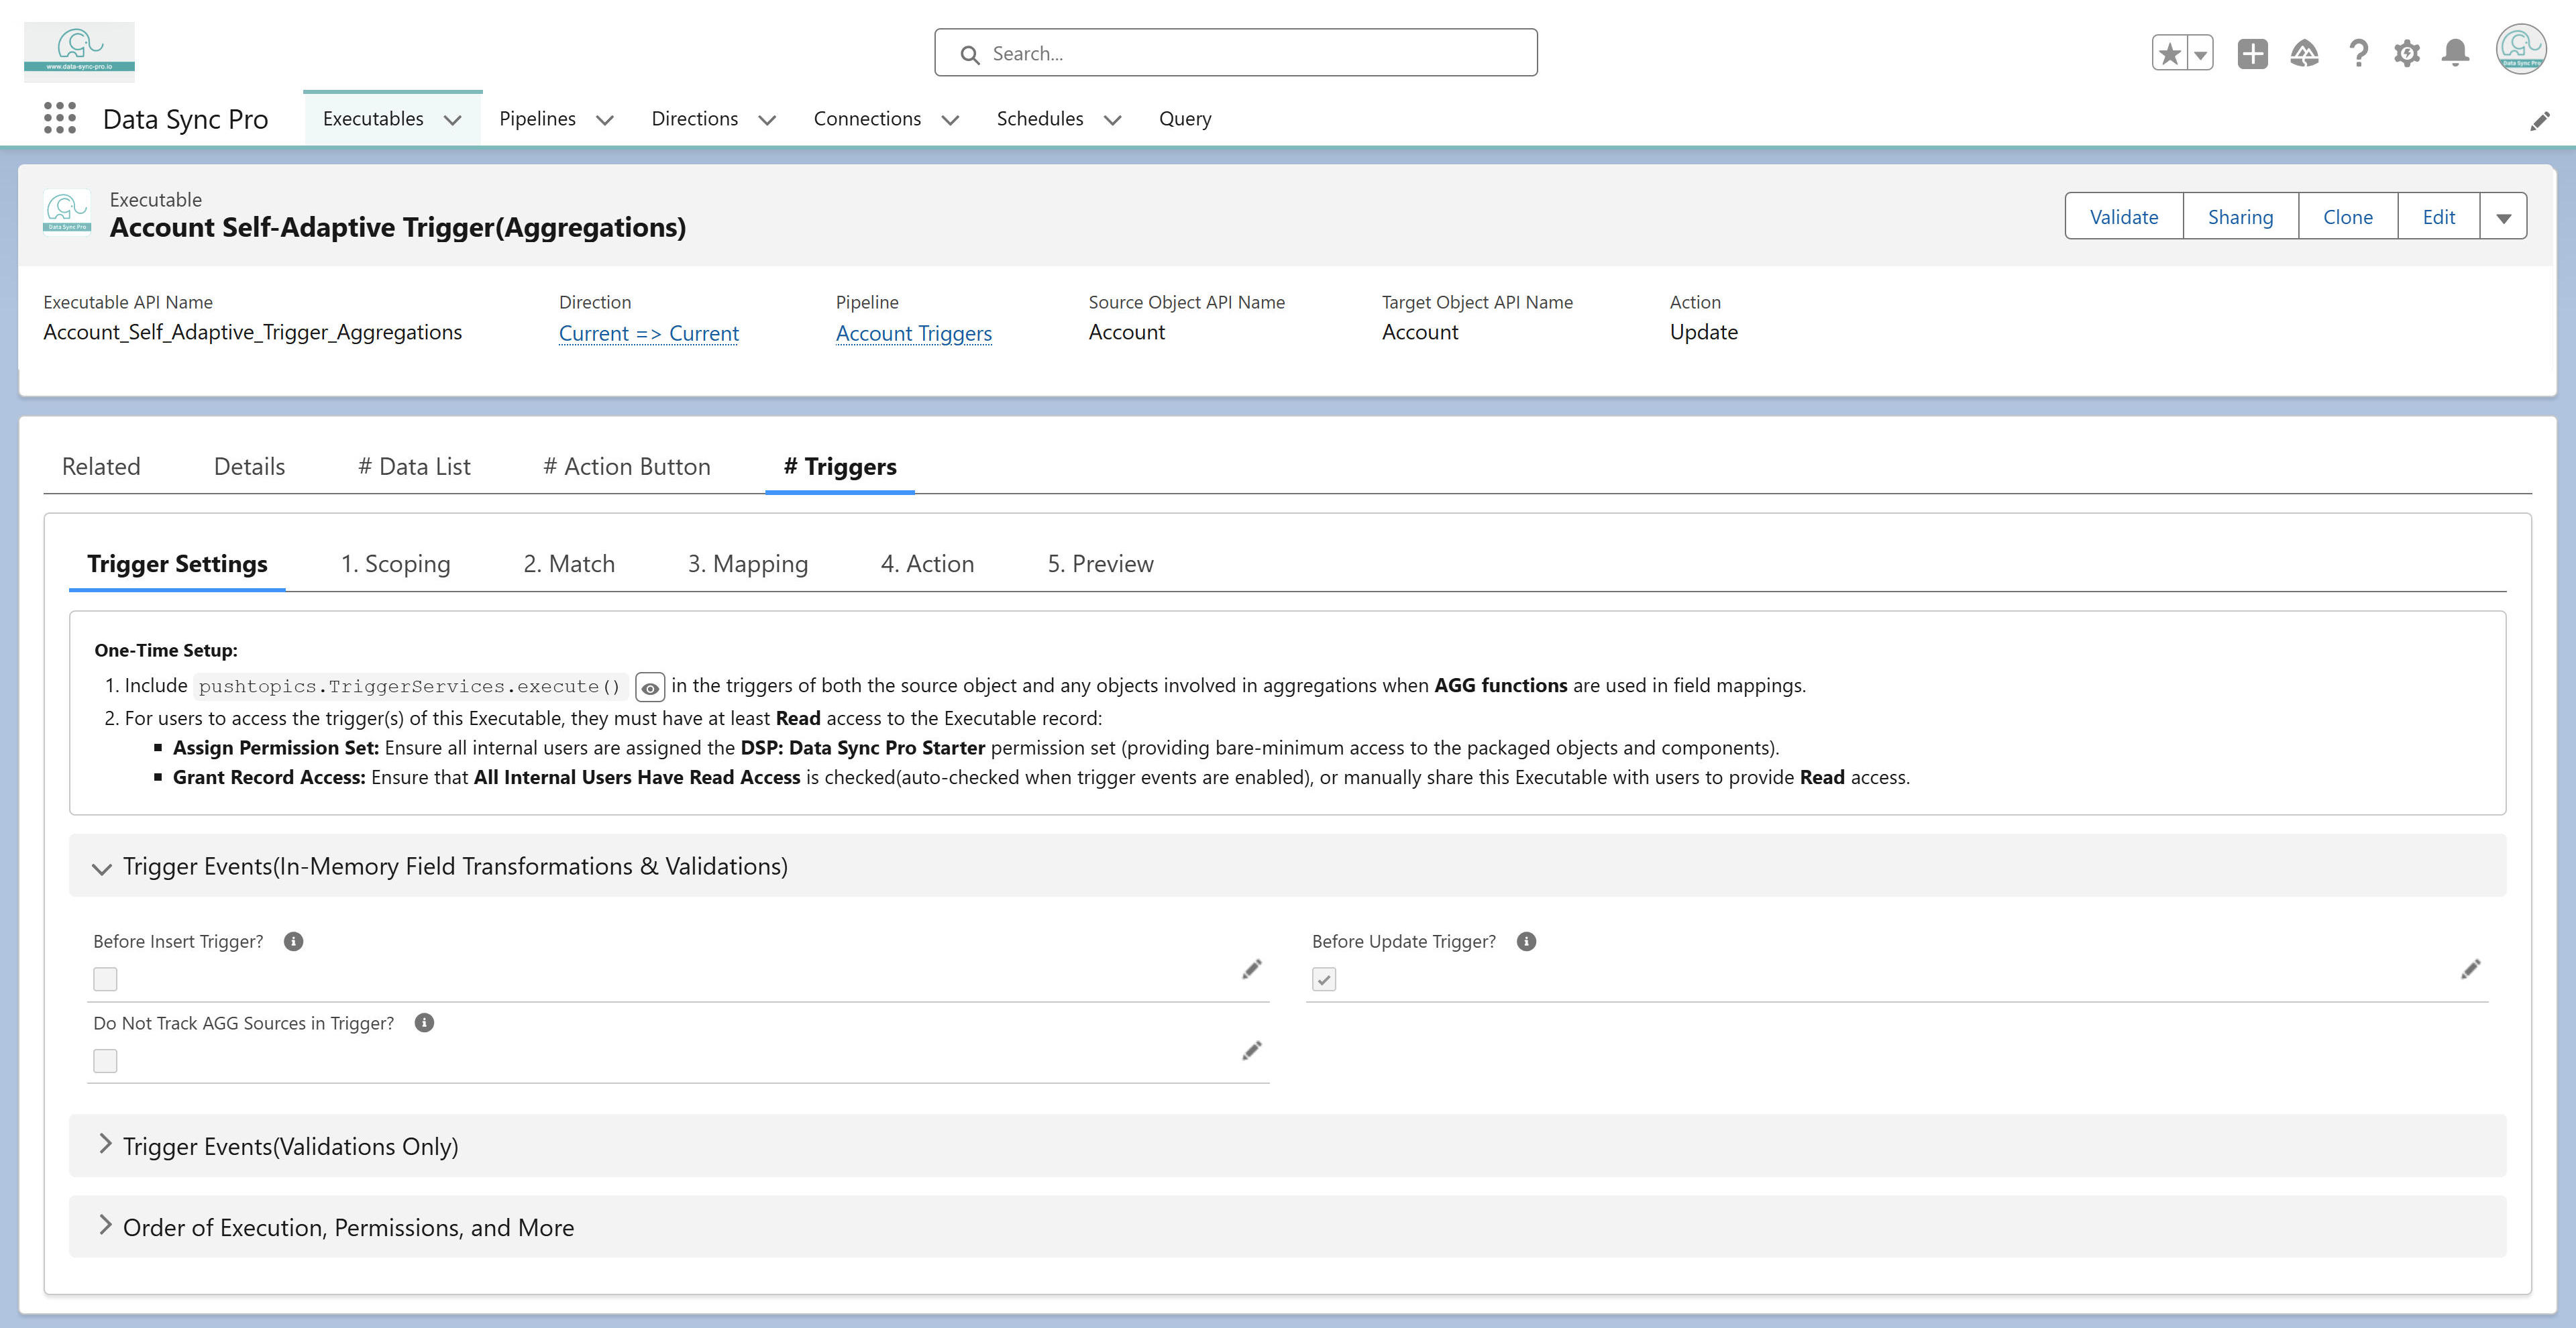 www.data-sync-pro.io
Search...
Data Sync Pro
Data Sync Pro Executables Pipelines Directions Connections Schedules Query
Executable
Data Sync Pro
Account Self-Adaptive Trigger(Aggregations)
Validate Sharing Clone Edit
Executable API Name Direction Pipeline Source Object API Name Target Object API Name Action
Account_Self_Adaptive_Trigger_Aggregations Current => Current Account Triggers Account Account Update
Related Details # Data List # Action Button # Triggers
Trigger Settings 1. Scoping 2. Match 3. Mapping 4. Action 5. Preview
One-Time Setup:
1. Include pushtopics.TriggerServices.execute() in the triggers of both the source object and any objects involved in aggregations when AGG functions are used in field mappings.
2. For users to access the trigger(s) of this Executable, they must have at least Read access to the Executable record:
▪ Assign Permission Set: Ensure all internal users are assigned the DSP: Data Sync Pro Starter permission set (providing bare-minimum access to the packaged objects and components).
▪ Grant Record Access: Ensure that All Internal Users Have Read Access is checked(auto-checked when trigger events are enabled), or manually share this Executable with users to provide Read access.
Trigger Events(In-Memory Field Transformations & Validations)
Before Insert Trigger? Before Update Trigger?
Do Not Track AGG Sources in Trigger?
Trigger Events(Validations Only)
Order of Execution, Permissions, and More